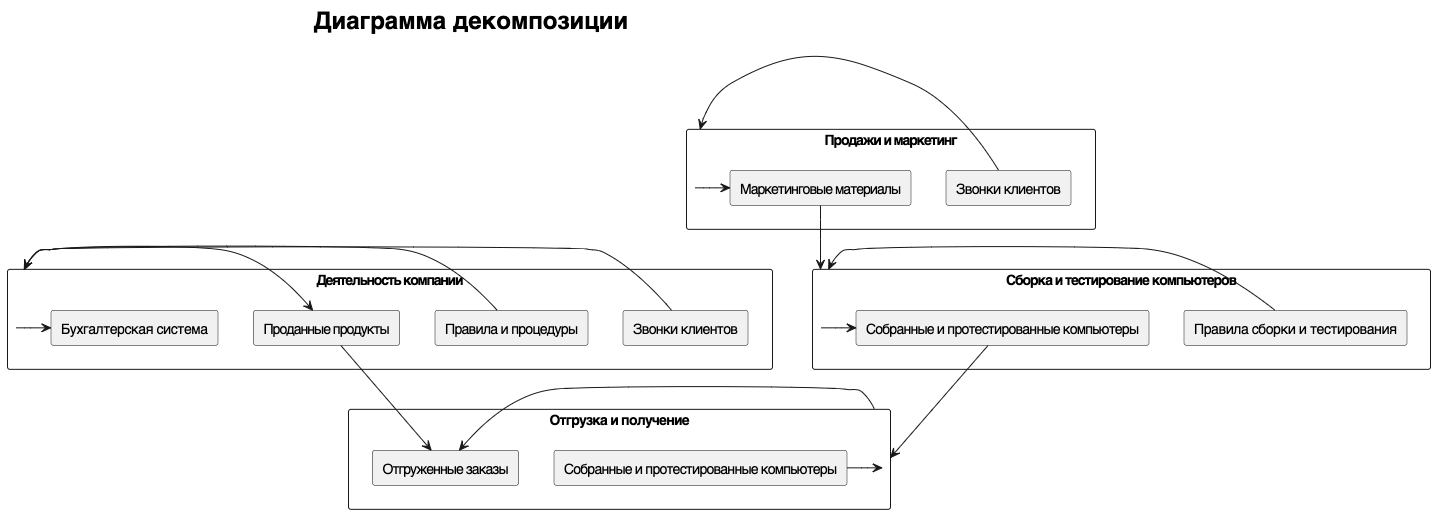 Диаграмма декомпозиции
Продажи и маркетинг
Маркетинговые материалы
Звонки клиентов
Деятельность компании
Бухгалтерская система
Проданные продукты
Правила и процедуры
Звонки клиентов
Сборка и тестирование компьютеров
Собранные и протестированные компьютеры
Правила сборки и тестирования
Отгрузка и получение
Отгруженные заказы
Собранные и протестированные компьютеры